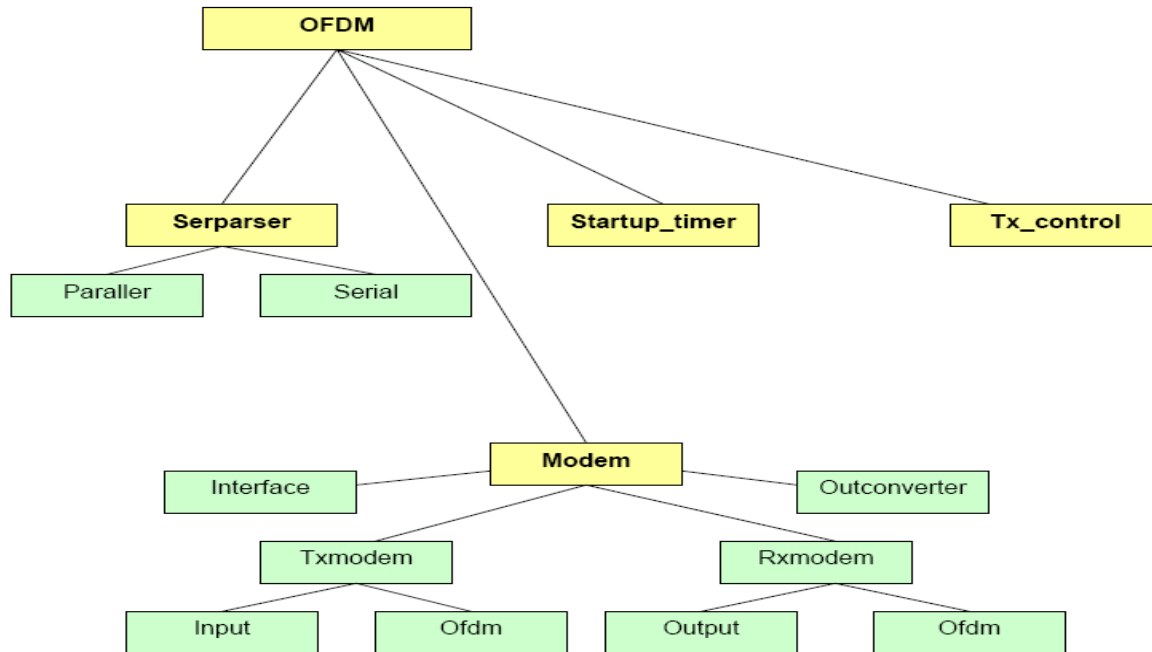 OFDM
Serparser
Startup_timer
Tx_control
Paraller
Serial
Modem
Interface
Outconverter
Txmodem
Rxmodem
Input
Ofdm
Output
Ofdm